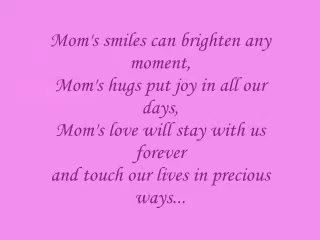 Mom's smiles can brighten any
moment,
Mom's hugs put joy in all our
days,
Mom's love will stay with us
forever
and touch our lives in precious
ways...